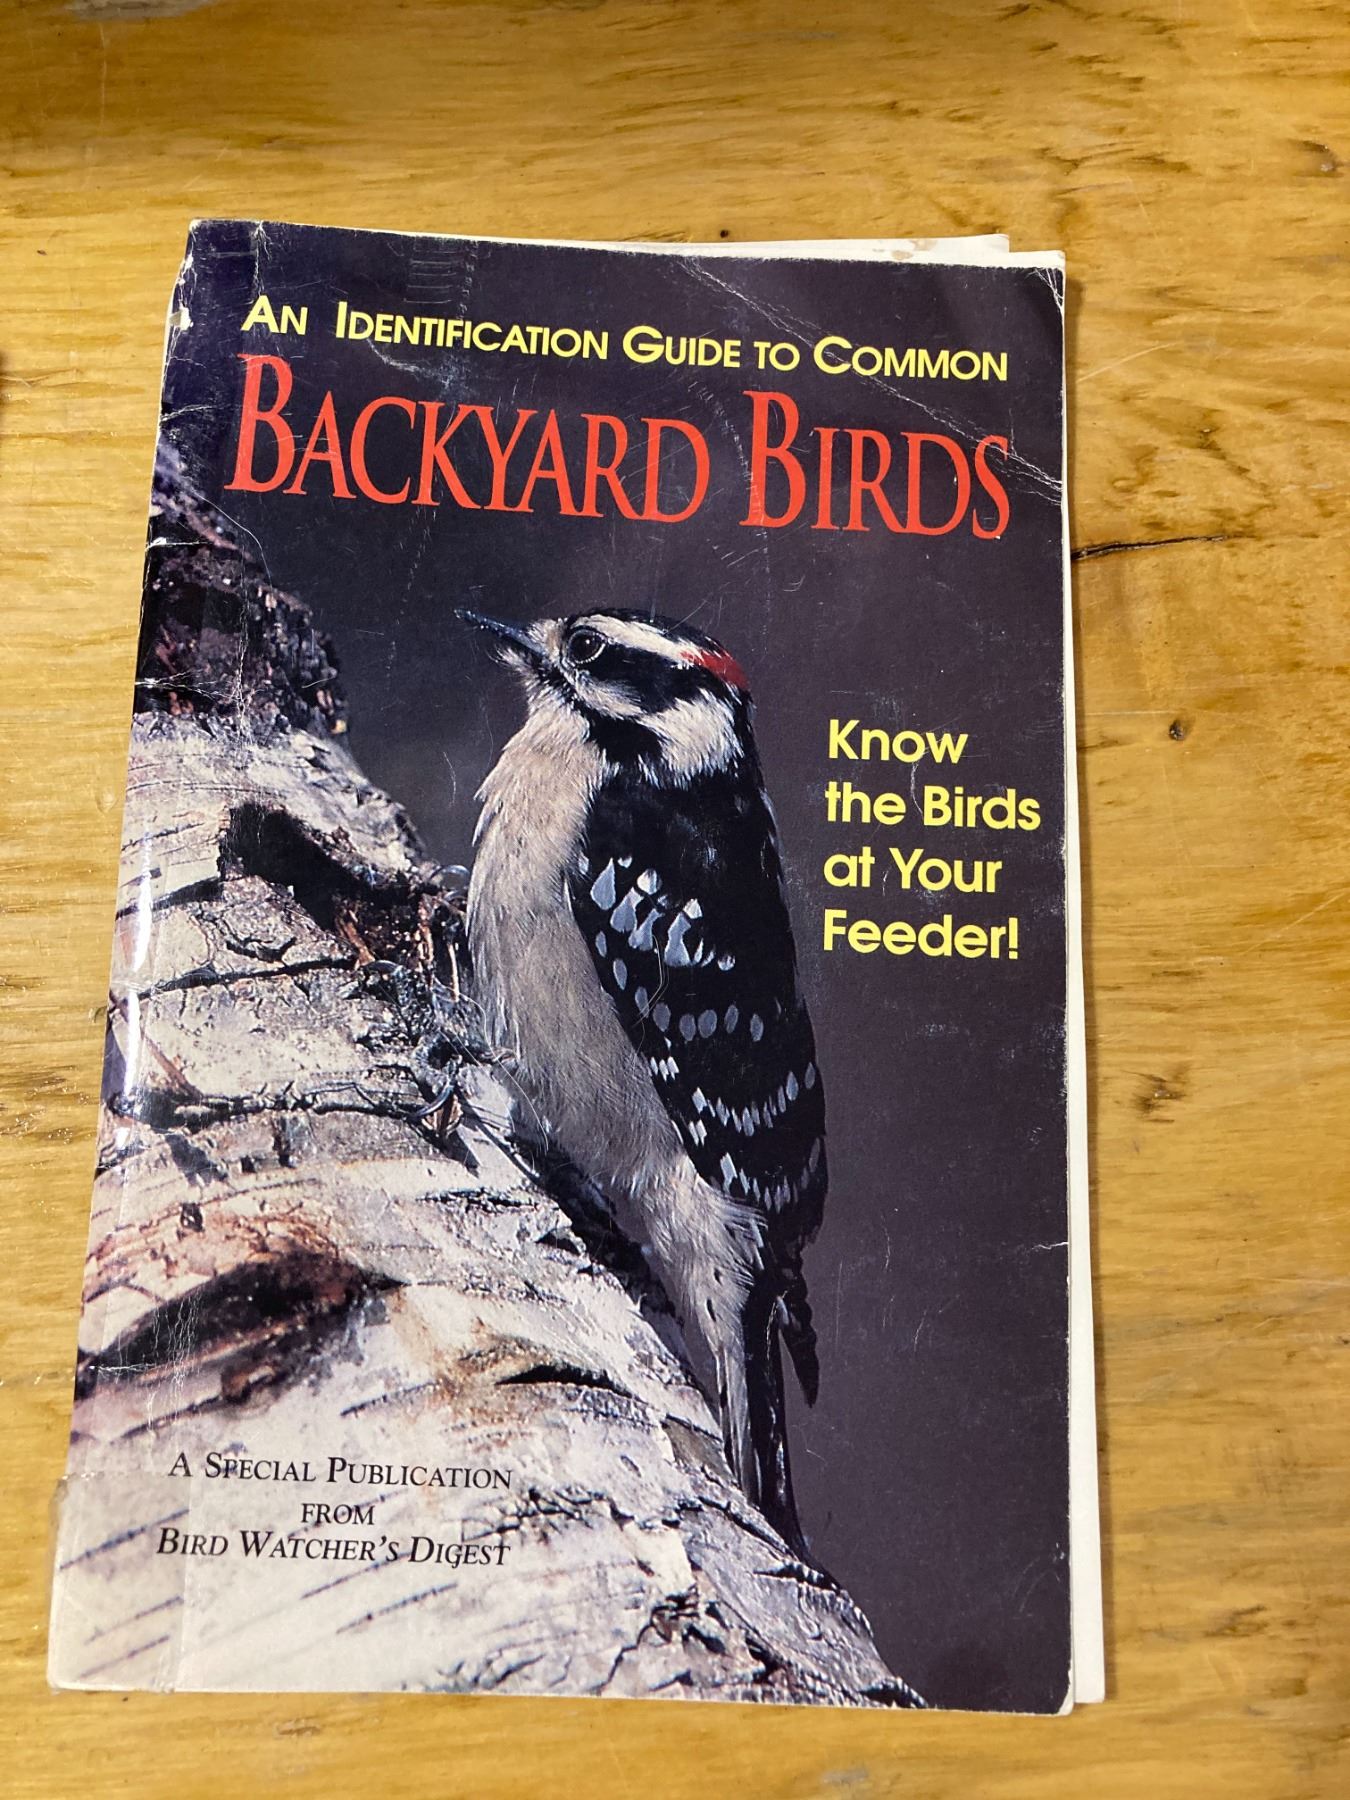 AN IDENTIFICATION GUIDE TO COMMON
BACKYARD BIRDS
Know
the Birds
at Your
Feeder!
A SPECIAL PUBLICATION
FROM
BIRD WATCHER'S DIGEST